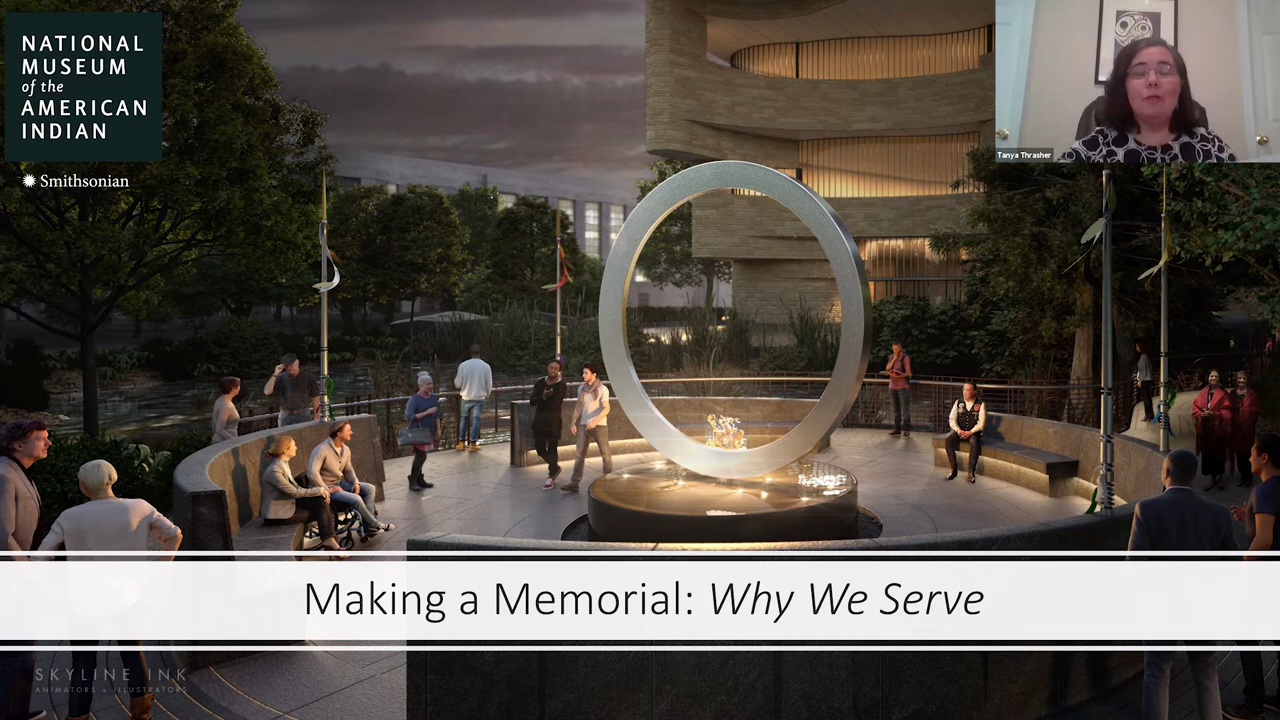 NATIONAL
MUSEUM
of the
AMERICAN
INDIAN
Smithsonian
Tanya Thrasher
Making a Memorial: Why We Serve
SKYLINE INK
ANIMATORS + ILLUSTRATORS